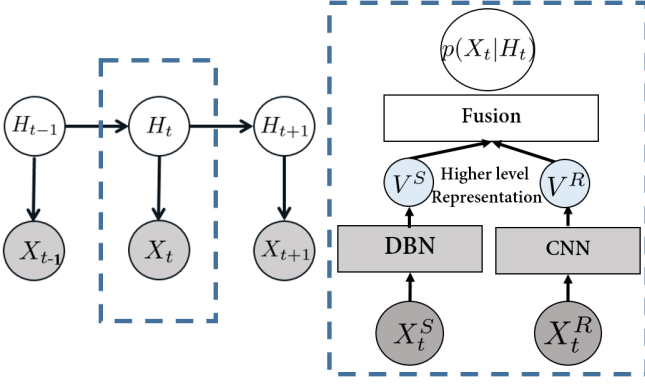 H_{t-1} H_t H_{t+1}
X_{t-1} X_t X_{t+1}
p(X_t|H_t)
Fusion
V^S Higher level V^R
Representation
DBN CNN
X_t^S X_t^R